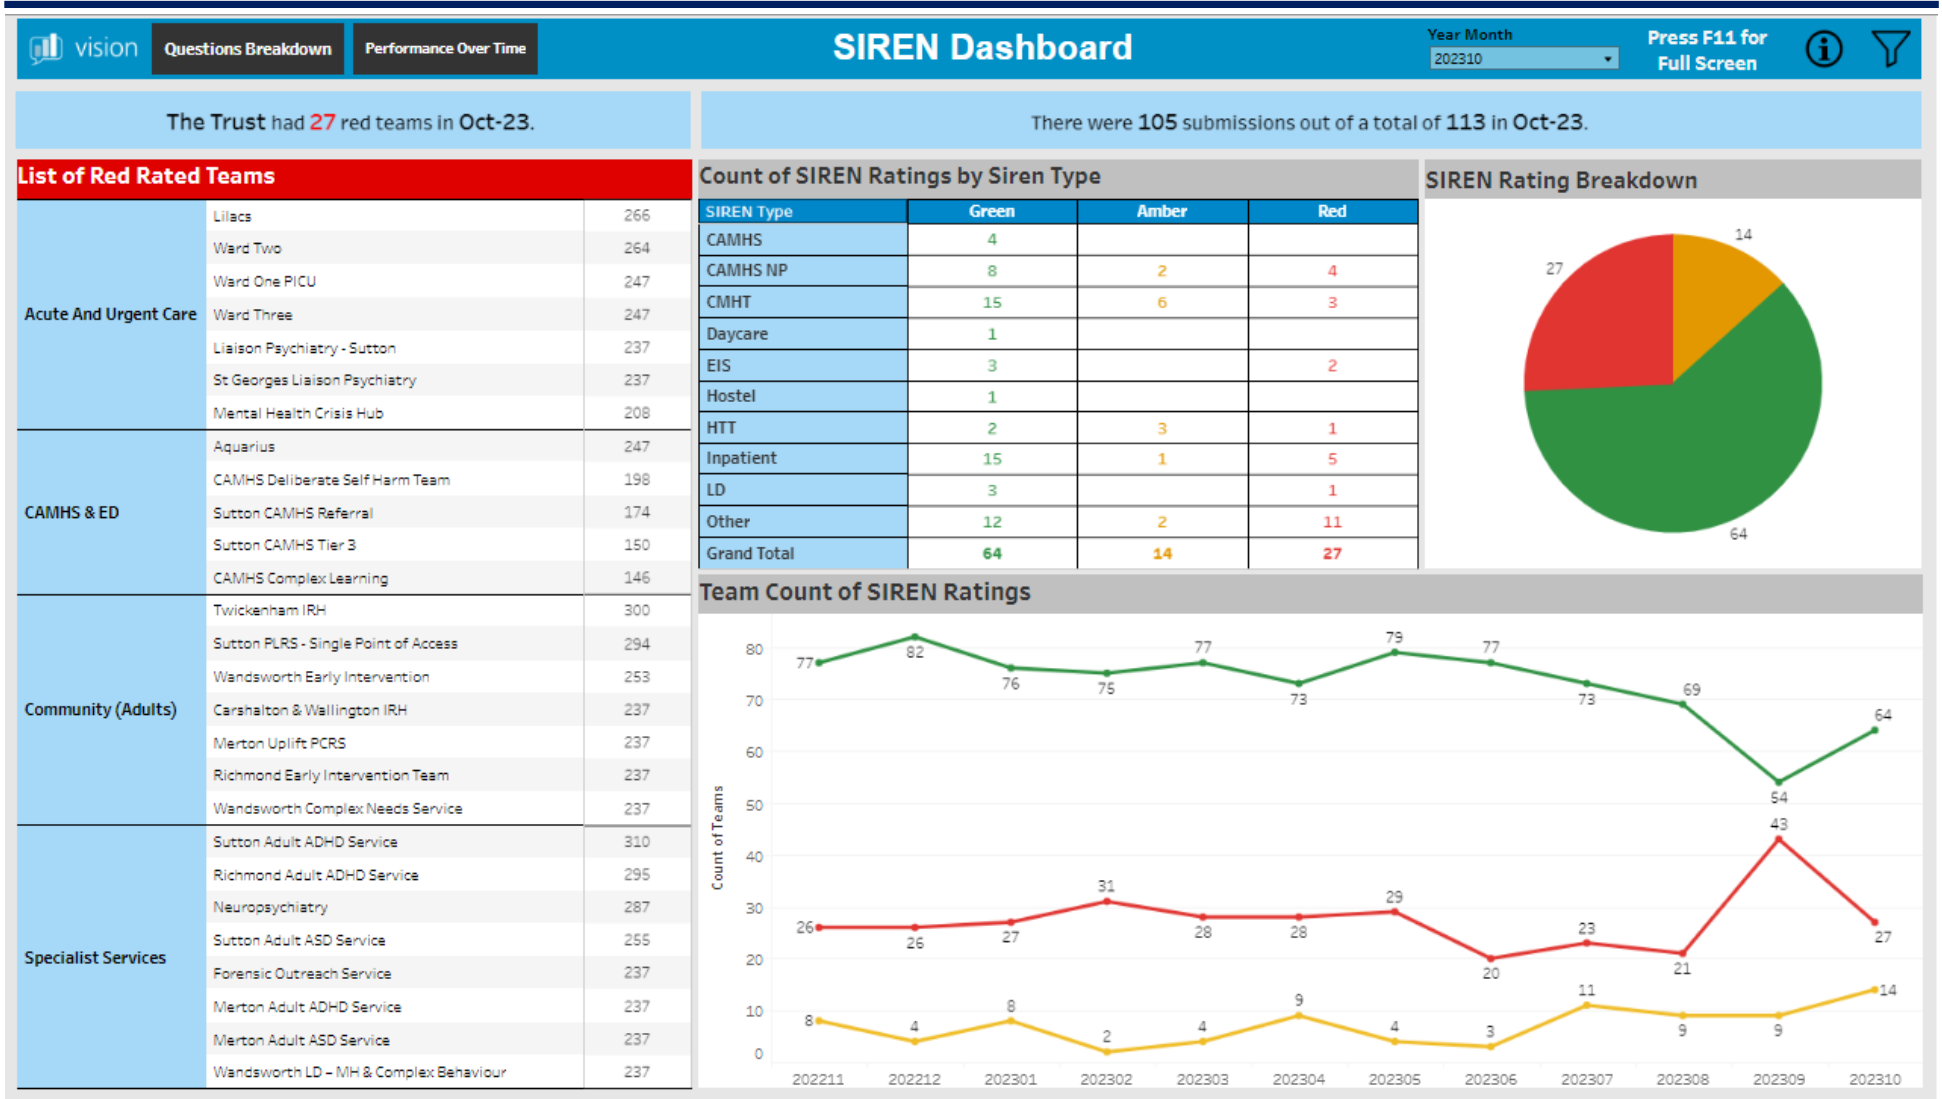 vision
Questions Breakdown
Performance Over Time
SIREN Dashboard
Year Month
202310
Press F11 for
Full Screen
The Trust had 27 red teams in Oct-23.
There were 105 submissions out of a total of 113 in Oct-23.
List of Red Rated Teams
Acute And Urgent Care
Lilacs 266
Ward Two 264
Ward One PICU 247
Ward Three 247
Liaison Psychiatry - Sutton 237
St Georges Liaison Psychiatry 237
Mental Health Crisis Hub 208
CAMHS & ED
Aquarius 247
CAMHS Deliberate Self Harm Team 198
Sutton CAMHS Referral 174
Sutton CAMHS Tier 3 150
CAMHS Complex Learning 146
Community (Adults)
Twickenham IRH 300
Sutton PLRS - Single Point of Access 294
Wandsworth Early Intervention 253
Carshalton & Wallington IRH 237
Merton Uplift PCRS 237
Richmond Early Intervention Team 237
Wandsworth Complex Needs Service 237
Specialist Services
Sutton Adult ADHD Service 310
Richmond Adult ADHD Service 295
Neuropsychiatry 287
Sutton Adult ASD Service 255
Forensic Outreach Service 237
Merton Adult ADHD Service 237
Merton Adult ASD Service 237
Wandsworth LD – MH & Complex Behaviour 237
Count of SIREN Ratings by Siren Type
SIREN Type Green Amber Red
CAMHS 4
CAMHS NP 8 2 4
CMHT 15 6 3
Daycare 1
EIS 3 2
Hostel 1
HTT 2 3 1
Inpatient 15 1 5
LD 3 1
Other 12 2 11
Grand Total 64 14 27
SIREN Rating Breakdown
14
27
64
Team Count of SIREN Ratings
Count of Teams
80
70
60
50
40
30
20
10
0
77 82 76 75 77 73 79 77 73 69 54 64
26 26 27 31 28 28 29 20 23 21 43 27
8 4 8 2 4 9 4 3 11 9 9 14
202211 202212 202301 202302 202303 202304 202305 202306 202307 202308 202309 202310